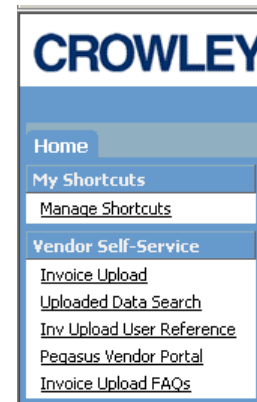 CROWLEY
Home
My Shortcuts
Manage Shortcuts
Vendor Self-Service
Invoice Upload
Uploaded Data Search
Inv Upload User Reference
Pegasus Vendor Portal
Invoice Upload FAQs